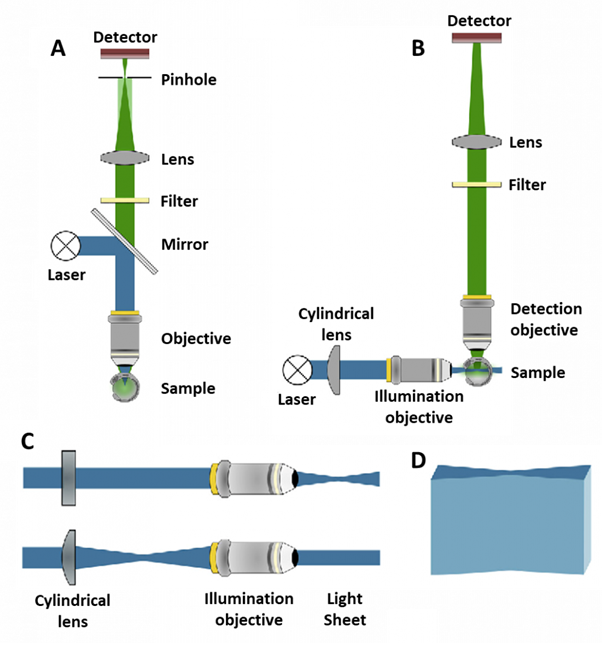 A
Detector
Pinhole
Lens
Filter
Mirror
Laser
Objective
Sample
B
Detector
Lens
Filter
Detection
objective
Cylindrical
lens
Sample
Laser
Illumination
objective
C
Cylindrical
lens
Illumination
objective
Light
Sheet
D